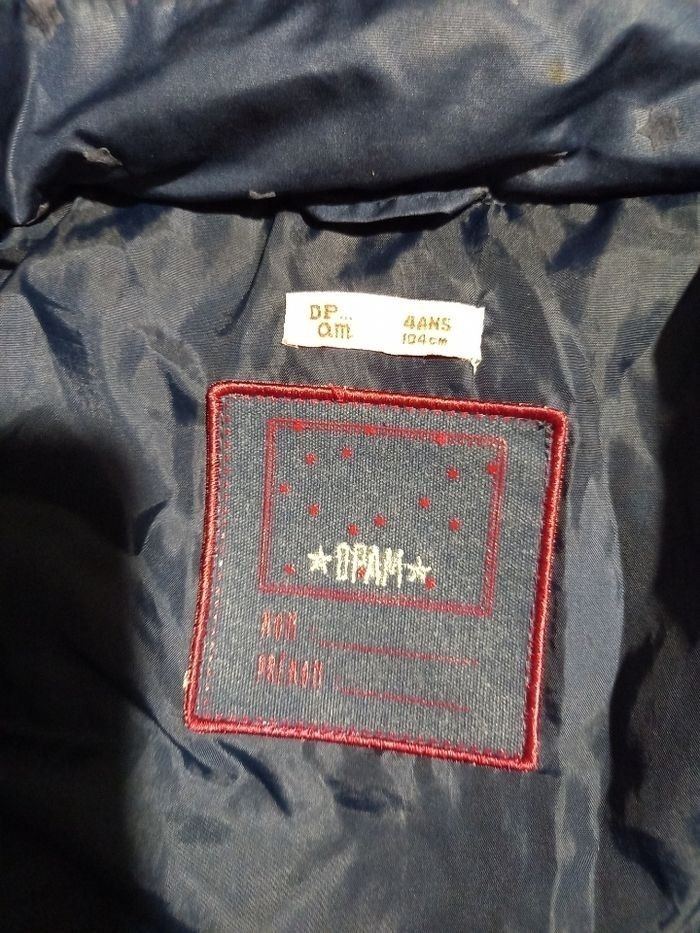 DP... 4ANS
am 104cm
★DPAM★
NOM
PRÉNOM